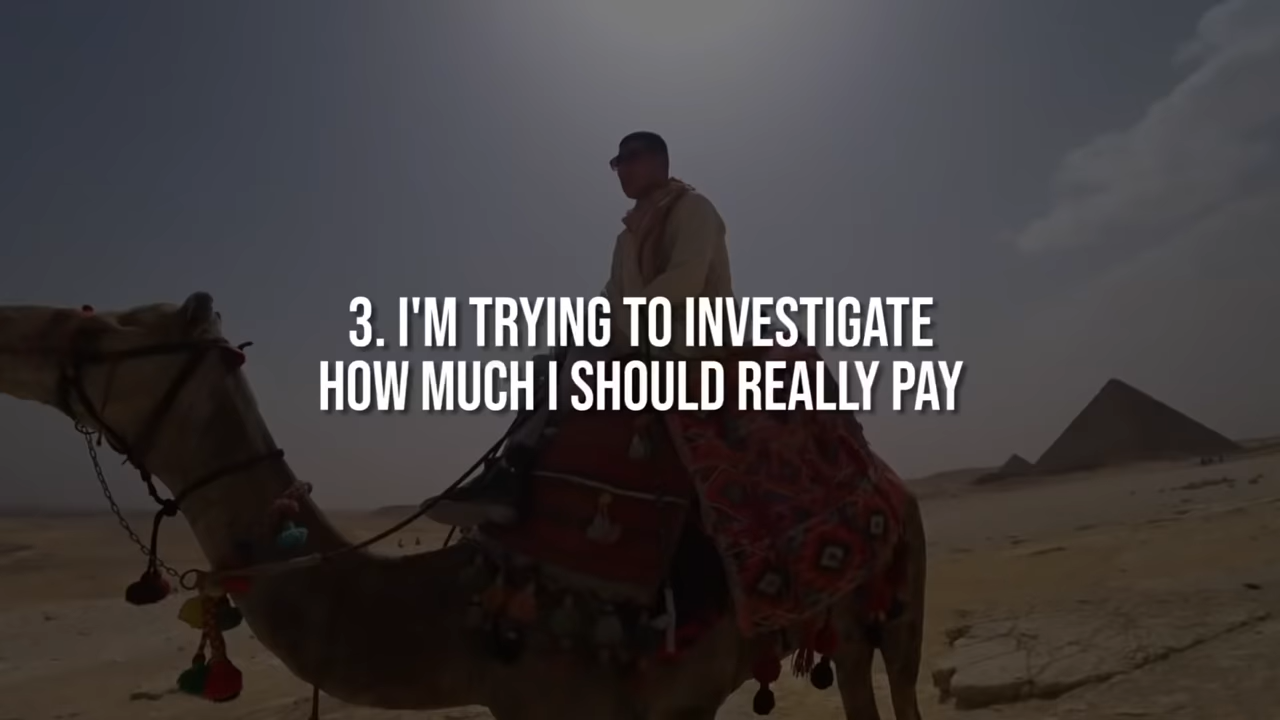 3. I'M TRYING TO INVESTIGATE
HOW MUCH I SHOULD REALLY PAY